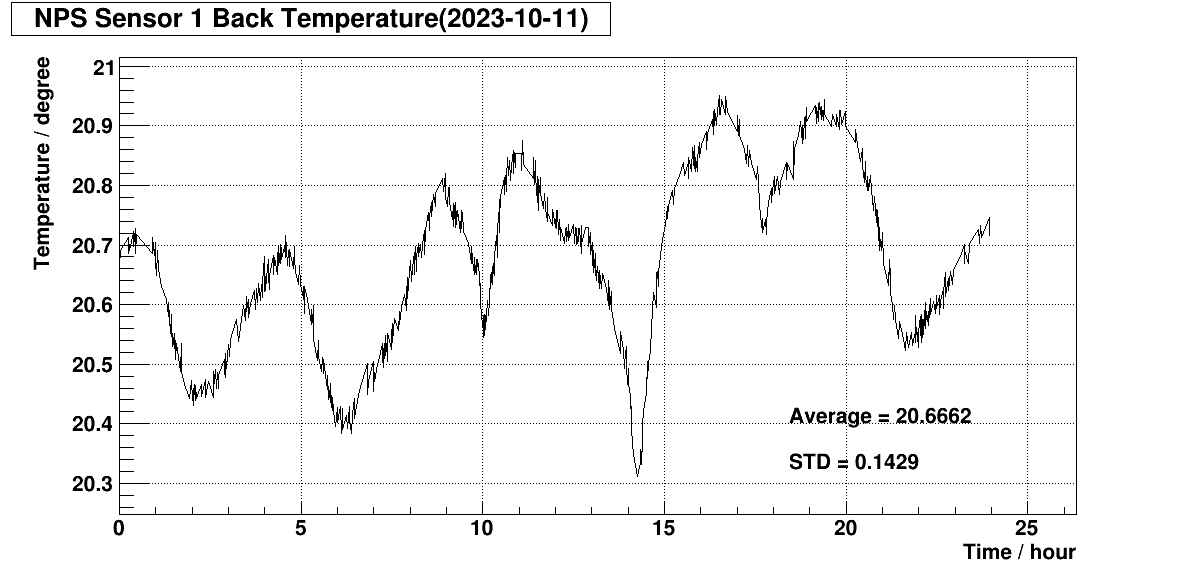 NPS Sensor 1 Back Temperature(2023-10-11)
Temperature / degree
21
20.9
20.8
20.7
20.6
20.5
20.4
20.3
Average = 20.6662
STD = 0.1429
0 5 10 15 20 25
Time / hour